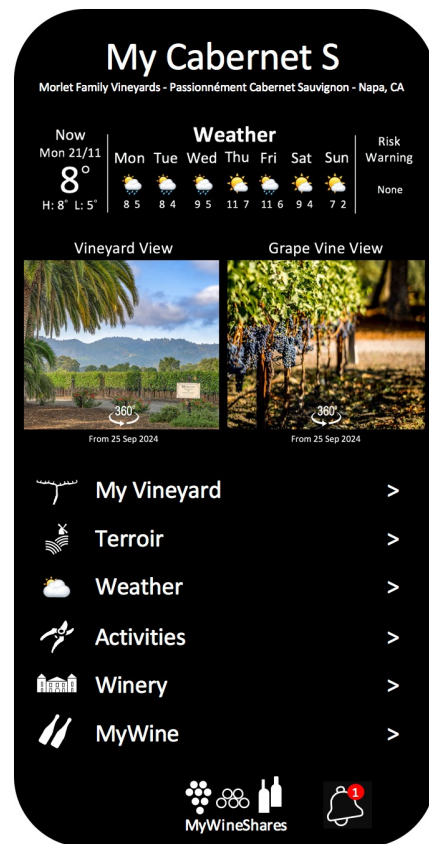 My Cabernet S
Morlet Family Vineyards - Passionnément Cabernet Sauvignon - Napa, CA
Now
Mon 21/11
8°
H: 8° L: 5°
Weather
Mon Tue Wed Thu Fri Sat Sun
8 5 8 4 9 5 11 7 11 6 9 4 7 2
Risk
Warning
None
Vineyard View
360°
From 25 Sep 2024
Grape Vine View
360°
From 25 Sep 2024
My Vineyard >
Terroir >
Weather >
Activities >
Winery >
MyWine >
MyWineShares
1